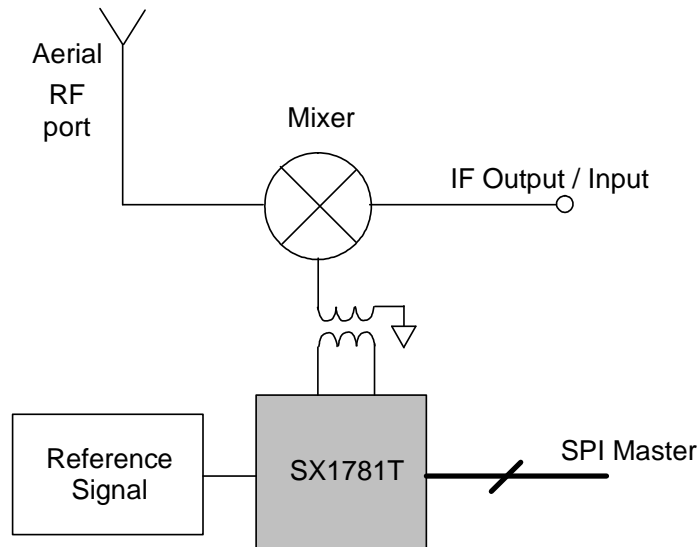 Aerial
RF
port
Mixer
IF Output / Input
Reference
Signal
SX1781T
SPI Master